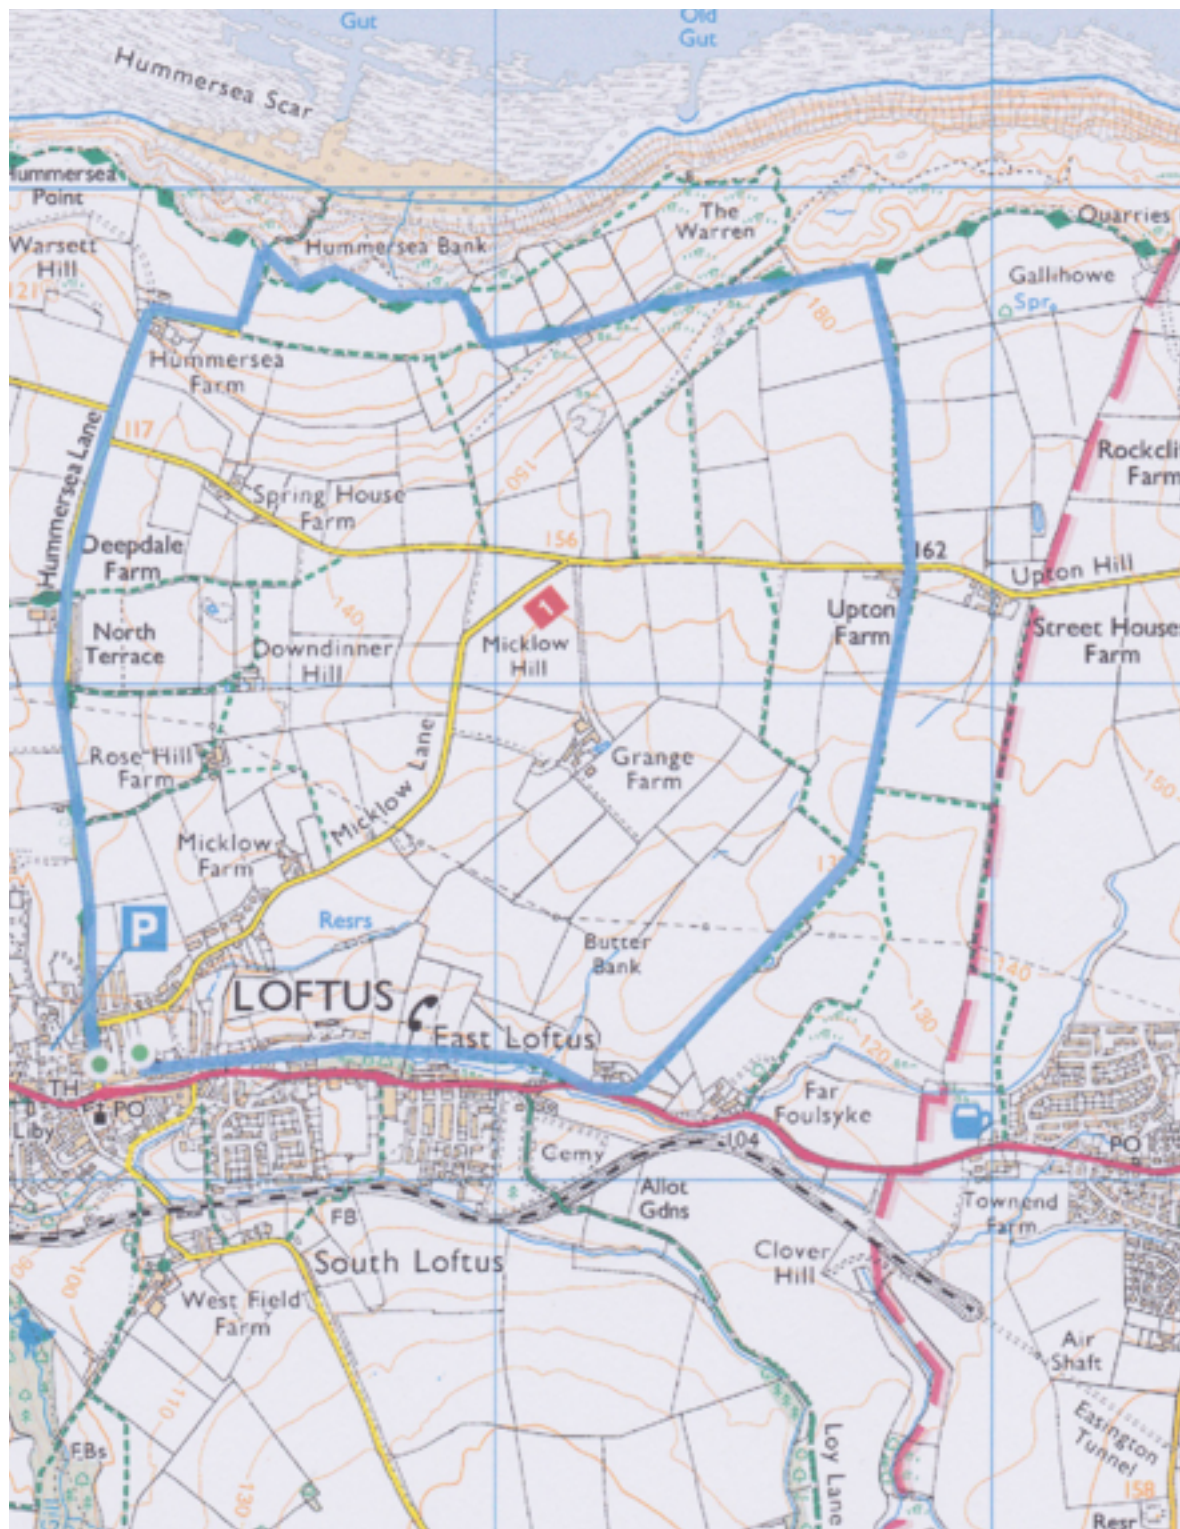 Gut
Old
Gut
Hummersea Scar
Hummersea
Point
The
Warren
Quarries
Warsett
Hill
121
Hummersea Bank
Gallihowe
Spr
180
Hummersea
Farm
117
Hummersea Lane
150
Rockcli
Farm
Spring House
Farm
156
162
Deepdale
Farm
Upton Hill
140
1
Upton
Farm
North
Terrace
Downdinner
Hill
Micklow
Hill
Street House
Farm
Rose Hill
Farm
Micklow Lane
Grange
Farm
150
Micklow
Farm
P
Resrs
Butter
Bank
140
LOFTUS
130
East Loftus
120
TH
PO
Liby
Far
Foulsyke
104
PO
Cemy
Allot
Gdns
Townend
Farm
FB
South Loftus
Clover
Hill
90
100
West Field
Farm
Air
Shaft
110
Easington
Tunnel
FBs
Loy Lane
130
158
Resr